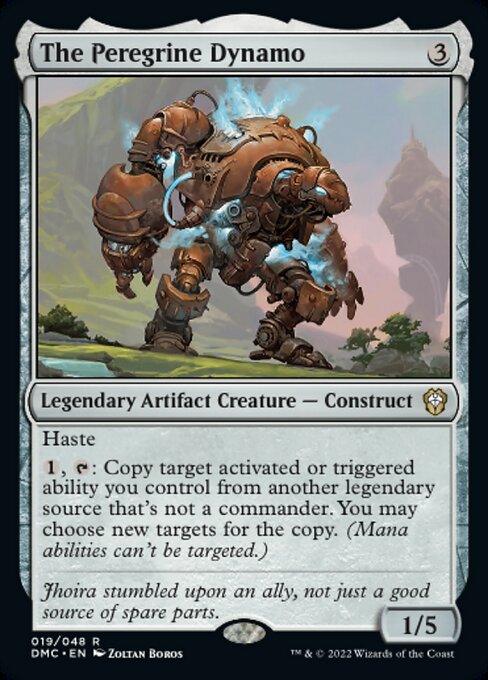 The Peregrine Dynamo 3
Legendary Artifact Creature — Construct
Haste
1, T: Copy target activated or triggered
ability you control from another legendary
source that's not a commander. You may
choose new targets for the copy. (Mana
abilities can't be targeted.)
Jhoira stumbled upon an ally, not just a good
source of spare parts.
1/5
019/048 R
DMC • EN Zoltan Boros
™ & © 2022 Wizards of the Coast